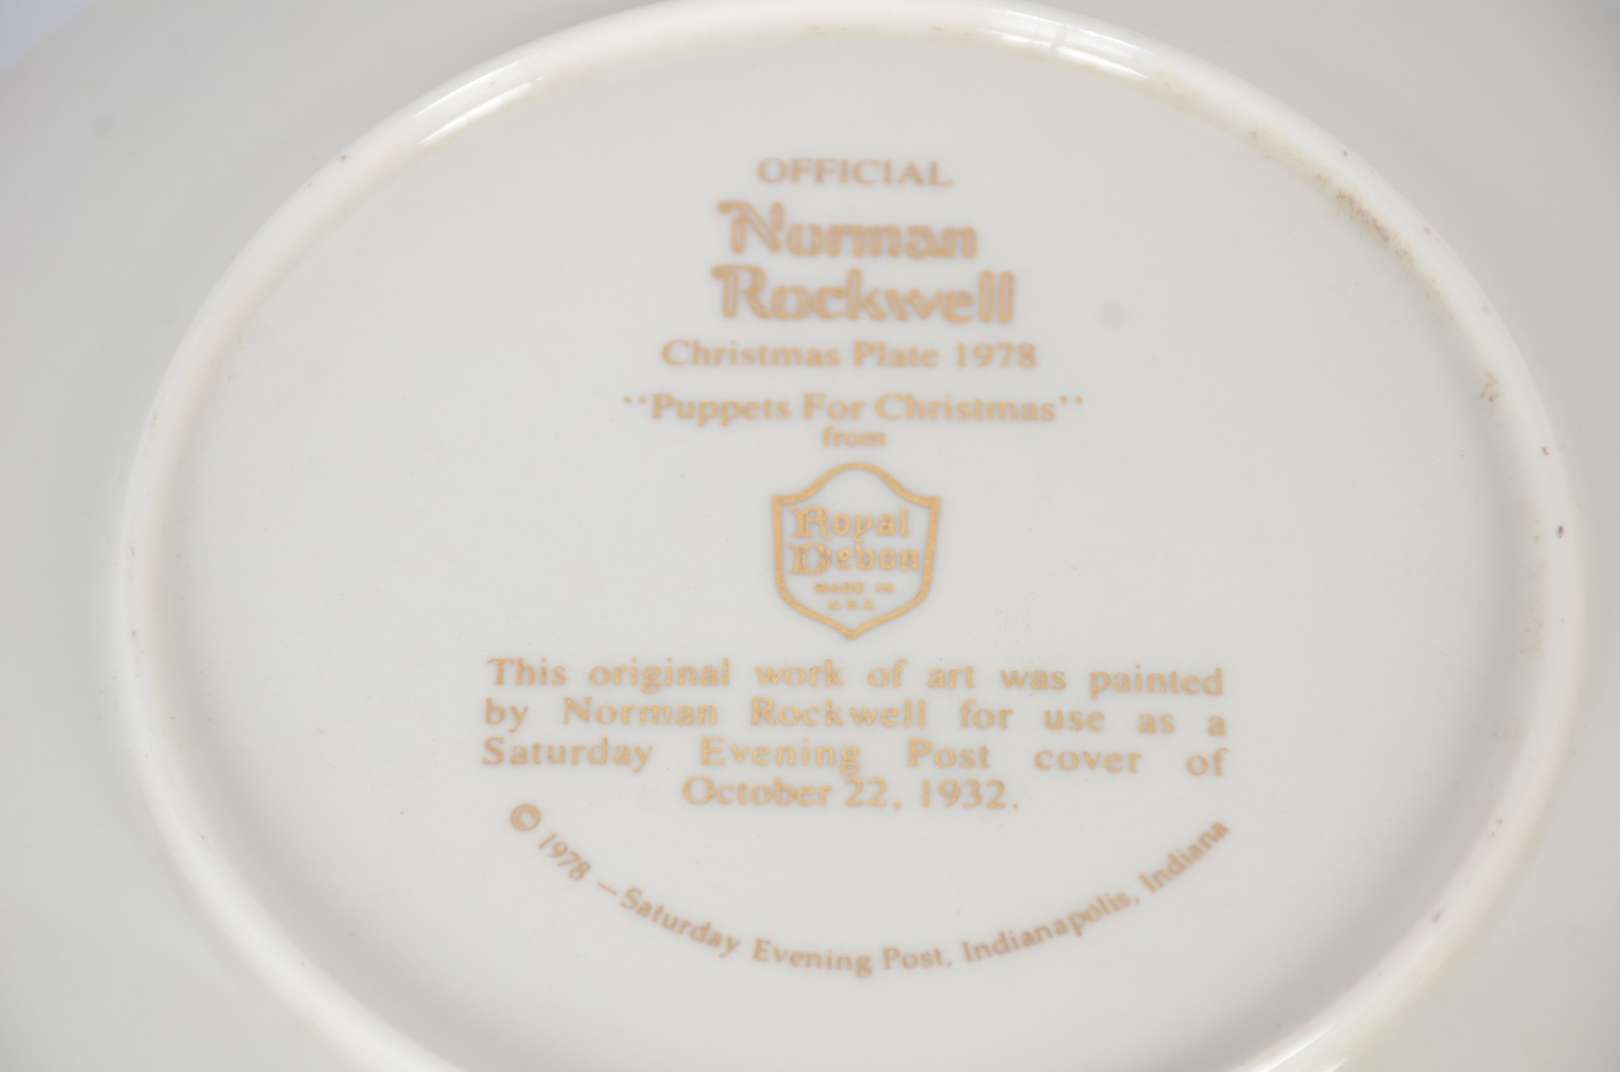 OFFICIAL
Norman
Rockwell
Christmas Plate 1978
"Puppets For Christmas"
from
Royal
Devon
MADE IN
U.S.A.
This original work of art was painted
by Norman Rockwell for use as a
Saturday Evening Post cover of
October 22, 1932.
© 1978 —Saturday Evening Post, Indianapolis, Indiana